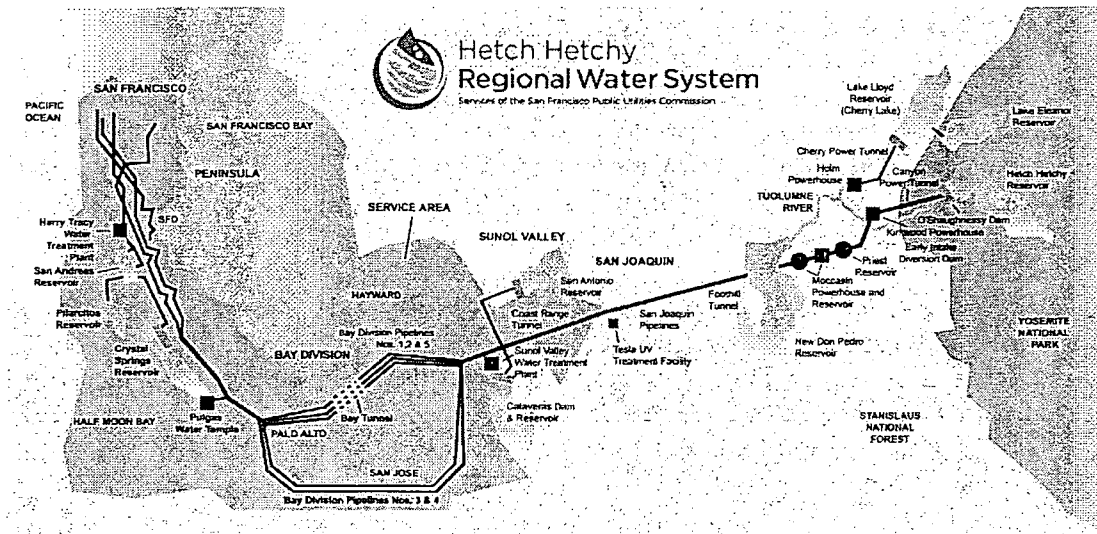 Hetch Hetchy
Regional Water System
Services of the San Francisco Public Utilities Commission
SAN FRANCISCO
PACIFIC
OCEAN
SAN FRANCISCO BAY
PENINSULA
SERVICE AREA
SUNOL VALLEY
SFO
Harry Tracy
Water
Treatment
Plant
San Andreas
Reservoir
Pilarcitos
Reservoir
Crystal
Springs
Reservoir
HALF MOON BAY
Pulgas
Water Temple
PALO ALTO
BAY DIVISION
HAYWARD
Bay Division Pipelines
Nos. 1,2 & 5
Bay Tunnel
SAN JOSE
Bay Division Pipelines Nos. 3 & 4
San Antonio
Reservoir
Coast Range
Tunnel
Sunol Valley
Water Treatment
Plant
Calaveras Dam
& Reservoir
SAN JOAQUIN
San Joaquin
Pipelines
Tesla UV
Treatment Facility
Foothill
Tunnel
New Don Pedro
Reservoir
Moccasin
Powerhouse and
Reservoir
Priest
Reservoir
TUOLUMNE
RIVER
Lake Lloyd
Reservoir
(Cherry Lake)
Lake Eleanor
Reservoir
Cherry Power Tunnel
Holm
Powerhouse
Canyon
Power Tunnel
Hetch Hetchy
Reservoir
O'Shaughnessy Dam
Kirkwood Powerhouse
Early Intake
Diversion Dam
YOSEMITE
NATIONAL
PARK
STANISLAUS
NATIONAL
FOREST